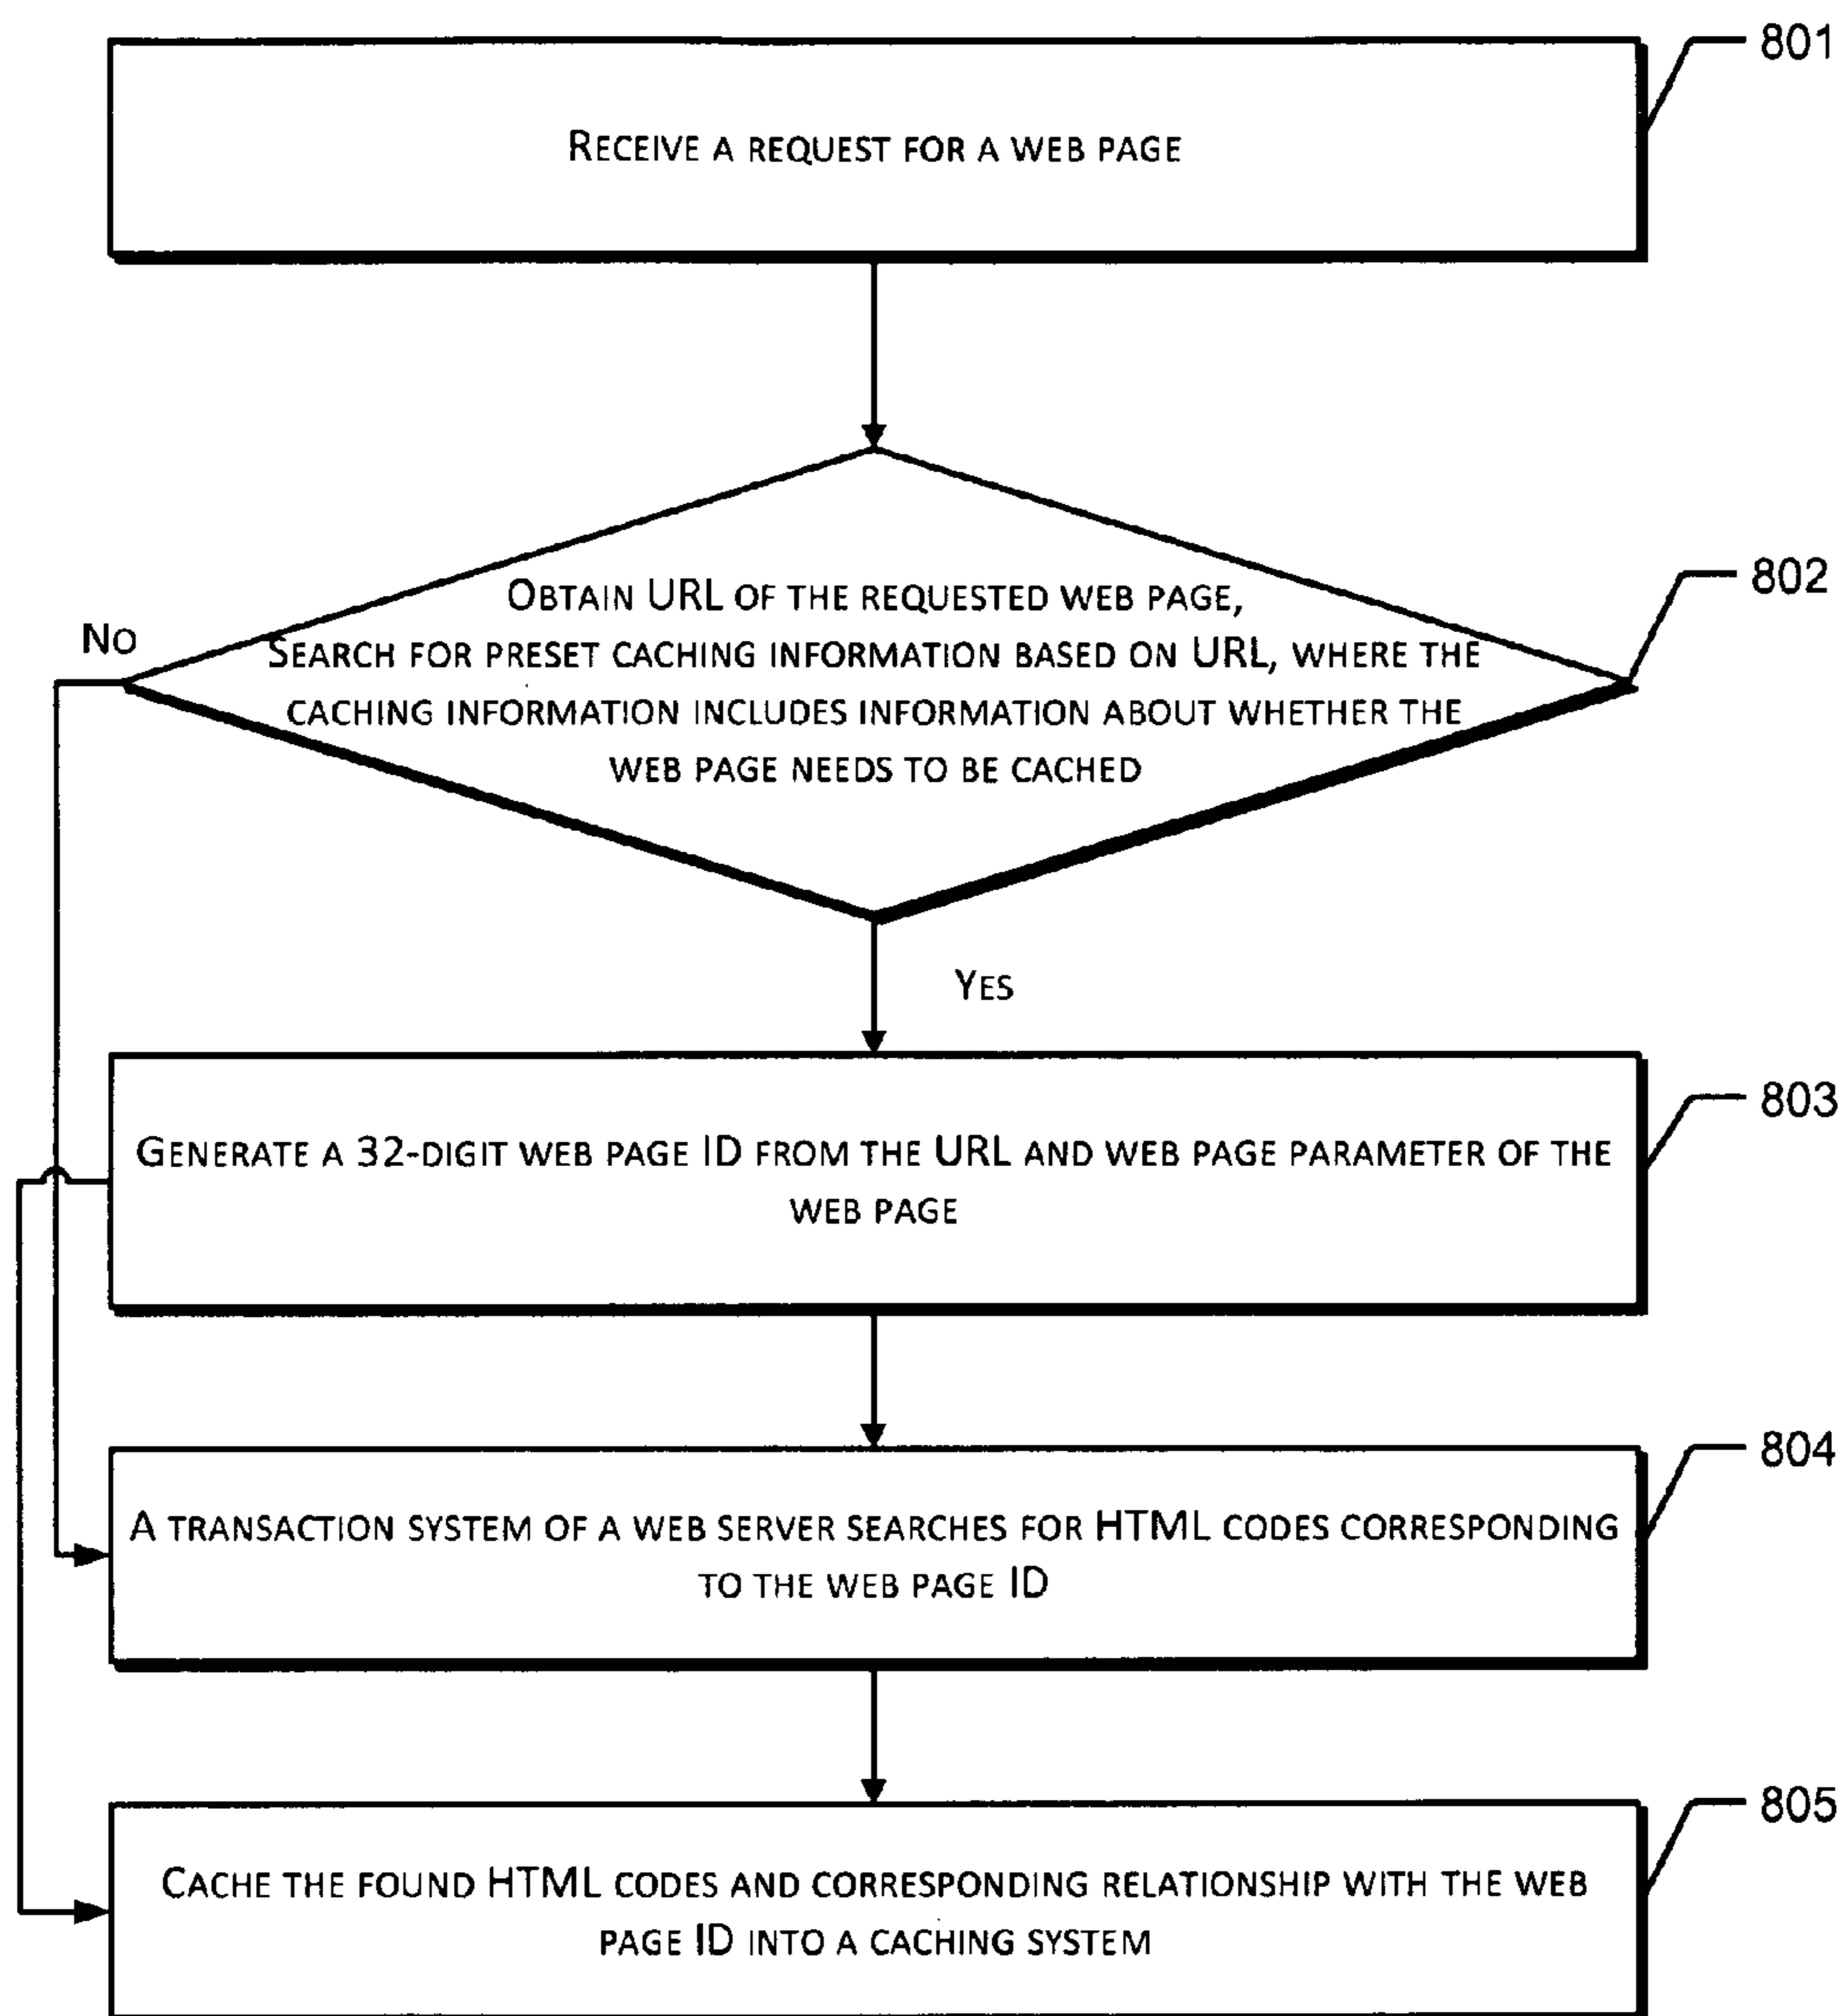 801
RECEIVE A REQUEST FOR A WEB PAGE
802
OBTAIN URL OF THE REQUESTED WEB PAGE,
SEARCH FOR PRESET CACHING INFORMATION BASED ON URL, WHERE THE
CACHING INFORMATION INCLUDES INFORMATION ABOUT WHETHER THE
WEB PAGE NEEDS TO BE CACHED
NO
YES
803
GENERATE A 32-DIGIT WEB PAGE ID FROM THE URL AND WEB PAGE PARAMETER OF THE
WEB PAGE
804
A TRANSACTION SYSTEM OF A WEB SERVER SEARCHES FOR HTML CODES CORRESPONDING
TO THE WEB PAGE ID
805
CACHE THE FOUND HTML CODES AND CORRESPONDING RELATIONSHIP WITH THE WEB
PAGE ID INTO A CACHING SYSTEM